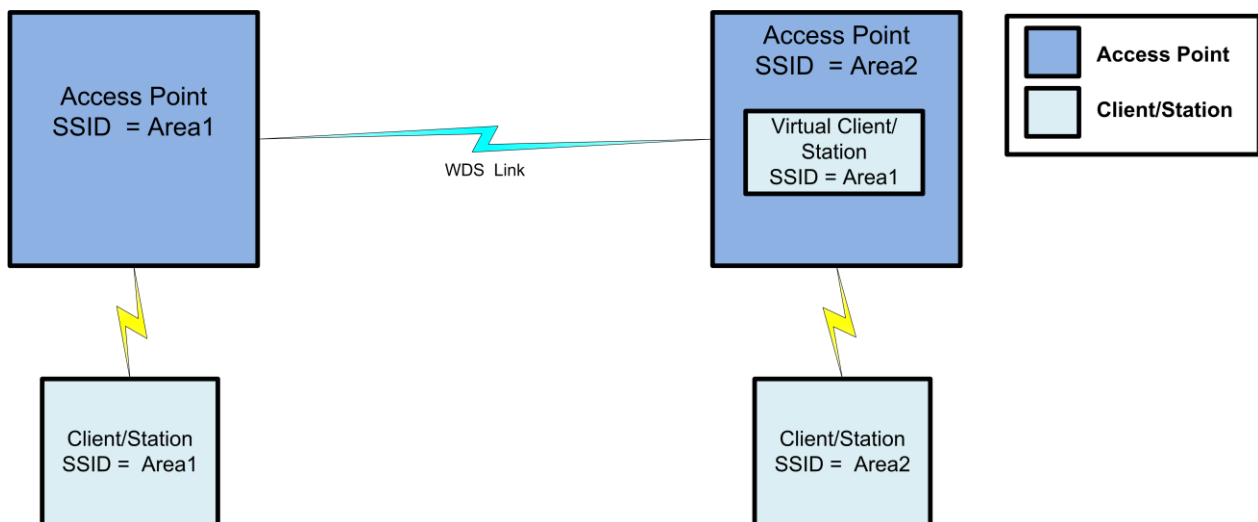 Access Point
SSID = Area1
Access Point
SSID = Area2
Virtual Client/
Station
SSID = Area1
WDS Link
Client/Station
SSID = Area1
Client/Station
SSID = Area2
Access Point
Client/Station